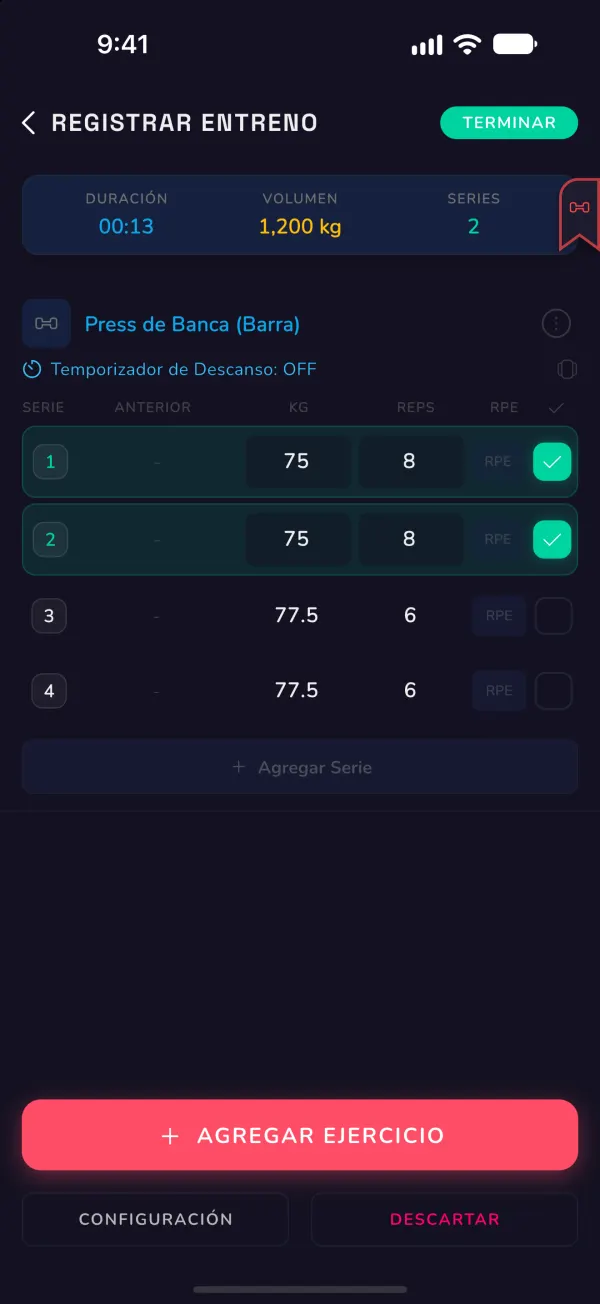 9:41
REGISTRAR ENTRENO
TERMINAR
DURACIÓN VOLUMEN SERIES
00:13 1,200 kg 2
Press de Banca (Barra)
Temporizador de Descanso: OFF
SERIE ANTERIOR KG REPS RPE
1 - 75 8 RPE
2 - 75 8 RPE
3 - 77.5 6 RPE
4 - 77.5 6 RPE
+ Agregar Serie
+ AGREGAR EJERCICIO
CONFIGURACIÓN DESCARTAR